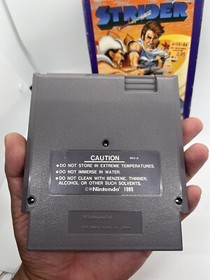 STRIDER
CAUTION
• DO NOT STORE IN EXTREME TEMPERATURES.
• DO NOT IMMERSE IN WATER.
• DO NOT CLEAN WITH BENZENE, THINNER,
ALCOHOL OR OTHER SUCH SOLVENTS.
©Nintendo 1985